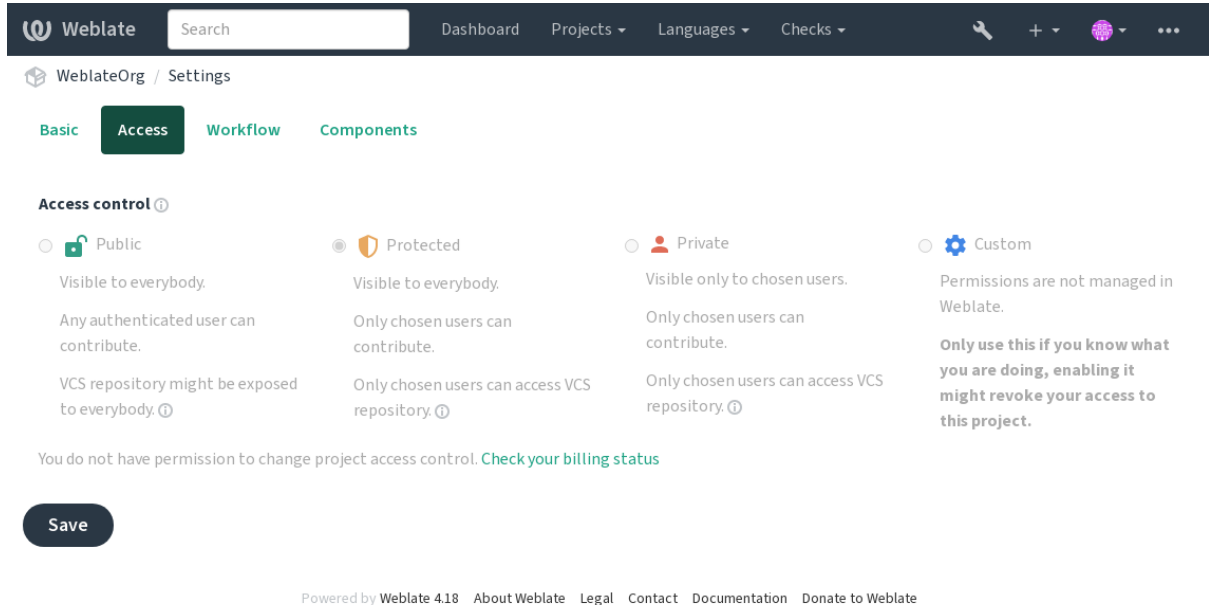 Weblate Search Dashboard Projects Languages Checks
WeblateOrg / Settings
Basic Access Workflow Components
Access control
Public
Visible to everybody.
Any authenticated user can
contribute.
VCS repository might be exposed
to everybody.
Protected
Visible to everybody.
Only chosen users can
contribute.
Only chosen users can access VCS
repository.
Private
Visible only to chosen users.
Only chosen users can
contribute.
Only chosen users can access VCS
repository.
Custom
Permissions are not managed in
Weblate.
Only use this if you know what
you are doing, enabling it
might revoke your access to
this project.
You do not have permission to change project access control. Check your billing status
Save
Powered by Weblate 4.18 About Weblate Legal Contact Documentation Donate to Weblate